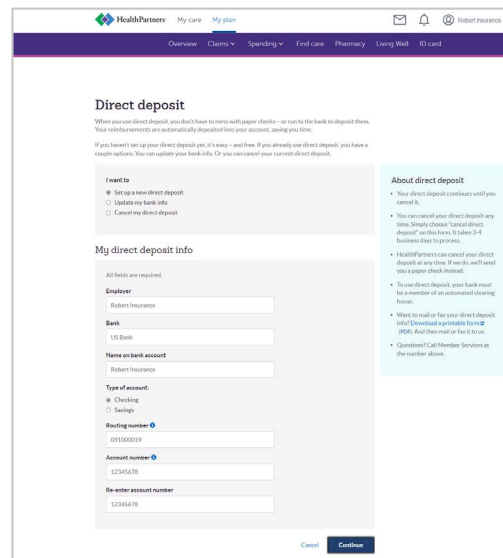 HealthPartners My care My plan Robert Insurance
Overview Claims Spending Find care Pharmacy Living Well ID card
Direct deposit
When you use direct deposit, you don't have to mess with paper checks – or run to the bank to deposit them.
Your reimbursements are automatically deposited into your account, saving you time.
If you haven't set up your direct deposit yet, it's easy – and free. If you already use direct deposit, you have a
couple options. You can update your bank info. Or you can cancel your current direct deposit.
I want to
Set up a new direct deposit
Update my bank info
Cancel my direct deposit
My direct deposit info
All fields are required.
Employer
Robert Insurance
Bank
US Bank
Name on bank account
Robert Insurance
Type of account:
Checking
Savings
Routing number
091000019
Account number
12345678
Re-enter account number
12345678
Cancel Continue
About direct deposit
• Your direct deposit continues until you
cancel it.
• You can cancel your direct deposit any
time. Simply choose "cancel direct
deposit" on this form. It takes 3-4
business days to process.
• HealthPartners can cancel your direct
deposit at any time. If we do, we'll send
you a paper check instead.
• To use direct deposit, your bank must
be a member of an automated clearing
house.
• Want to mail or fax your direct deposit
info? Download a printable form
(PDF). And then mail or fax it to us.
• Questions? Call Member Services at
the number above.